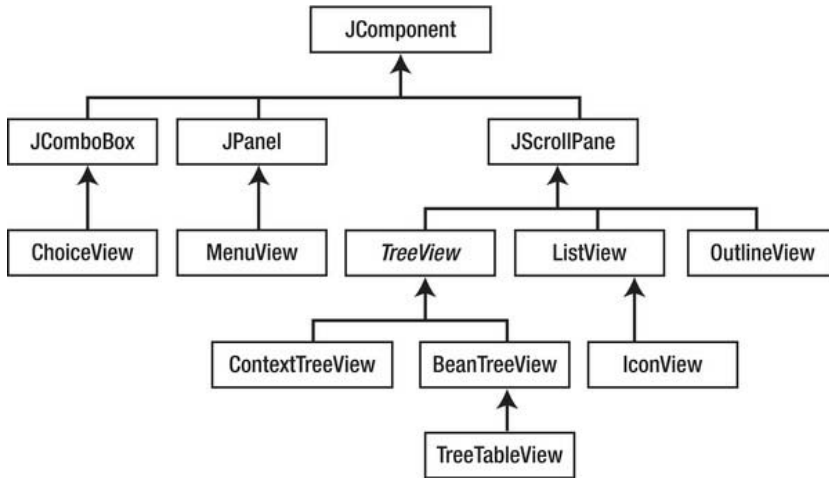 JComponent
JComboBox
JPanel
JScrollPane
ChoiceView
MenuView
TreeView
ListView
OutlineView
ContextTreeView
BeanTreeView
IconView
TreeTableView